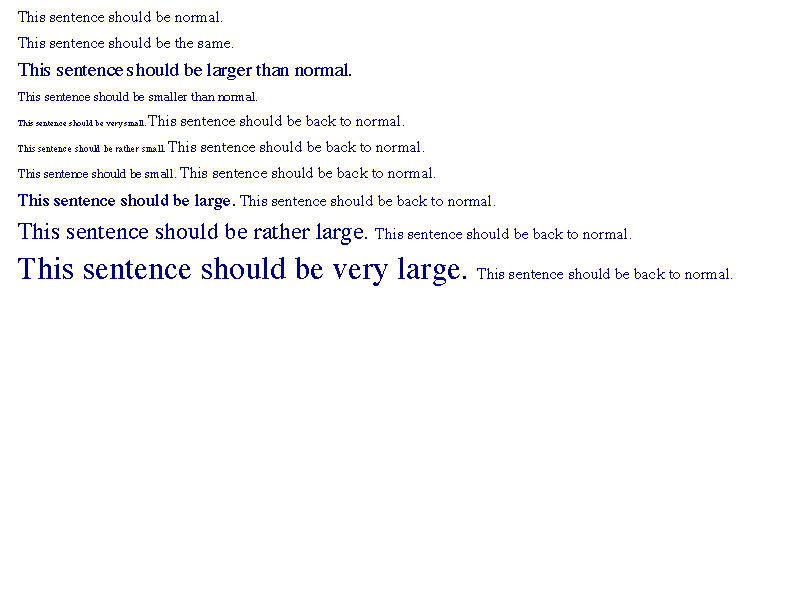 This sentence should be normal.
This sentence should be the same.
This sentence should be larger than normal.
This sentence should be smaller than normal.
This sentence should be very small. This sentence should be back to normal.
This sentence should be rather small. This sentence should be back to normal.
This sentence should be small. This sentence should be back to normal.
This sentence should be large. This sentence should be back to normal.
This sentence should be rather large. This sentence should be back to normal.
This sentence should be very large. This sentence should be back to normal.